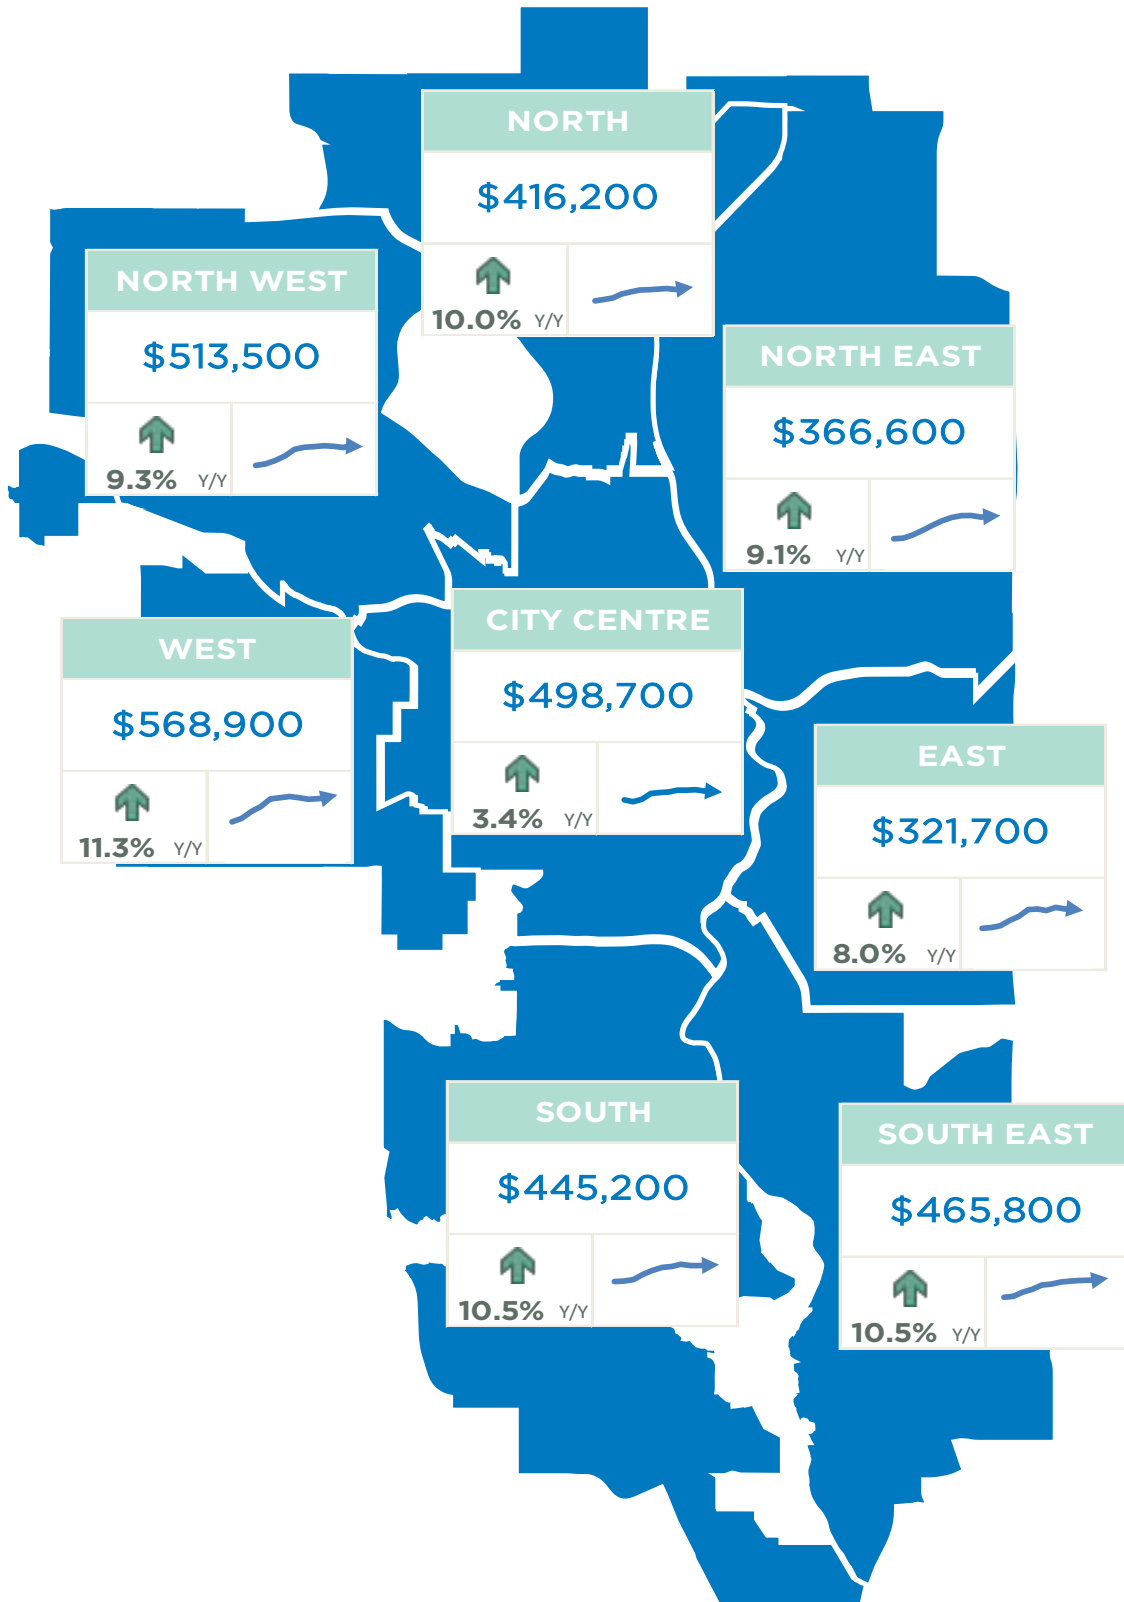 NORTH
$416,200
10.0% Y/Y
NORTH WEST
$513,500
9.3% Y/Y
NORTH EAST
$366,600
9.1% Y/Y
CITY CENTRE
$498,700
3.4% Y/Y
WEST
$568,900
11.3% Y/Y
EAST
$321,700
8.0% Y/Y
SOUTH
$445,200
10.5% Y/Y
SOUTH EAST
$465,800
10.5% Y/Y